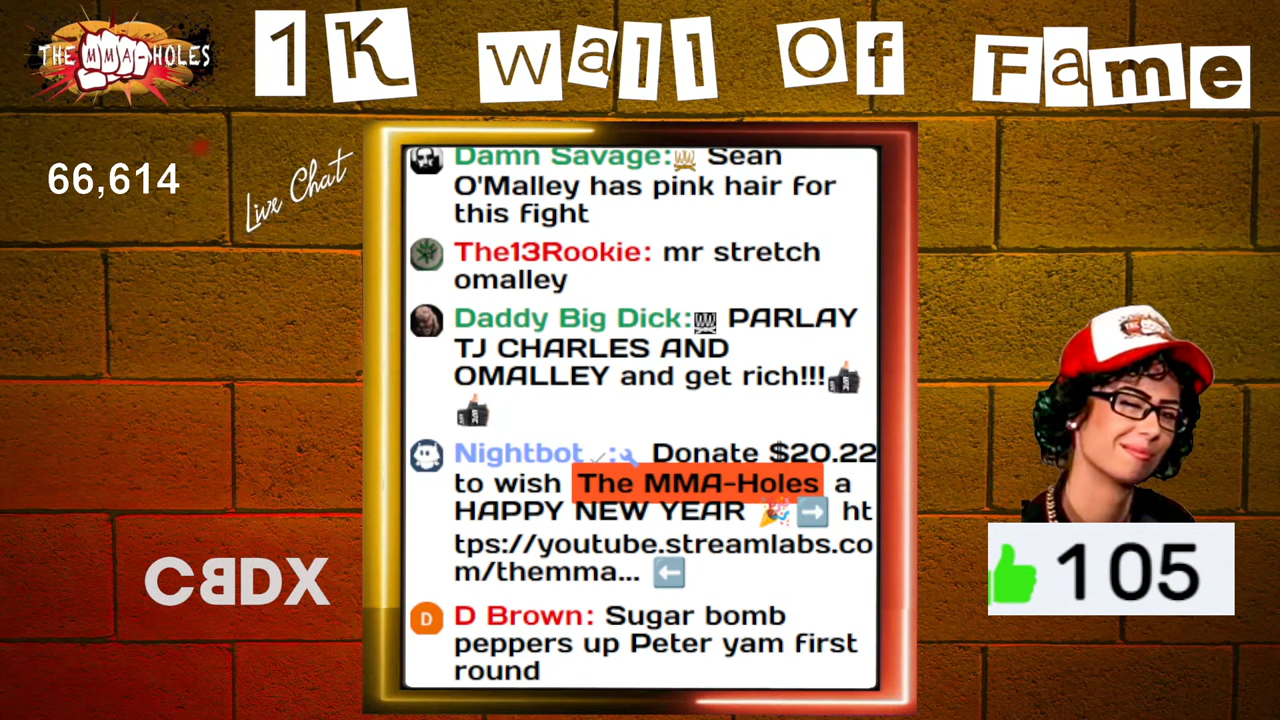 THE MMA-HOLES
1K Wall Of Fame
66,614
Live Chat
Damn Savage: Sean
O'Malley has pink hair for
this fight
The13Rookie: mr stretch
omalley
Daddy Big Dick: PARLAY
TJ CHARLES AND
OMALLEY and get rich!!!
Nightbot: Donate $20.22
to wish The MMA-Holes a
HAPPY NEW YEAR 🎉 ➡️ ht
tps://youtube.streamlabs.co
m/themma... ⬅️
D
D Brown: Sugar bomb
peppers up Peter yam first
round
CBDX
105